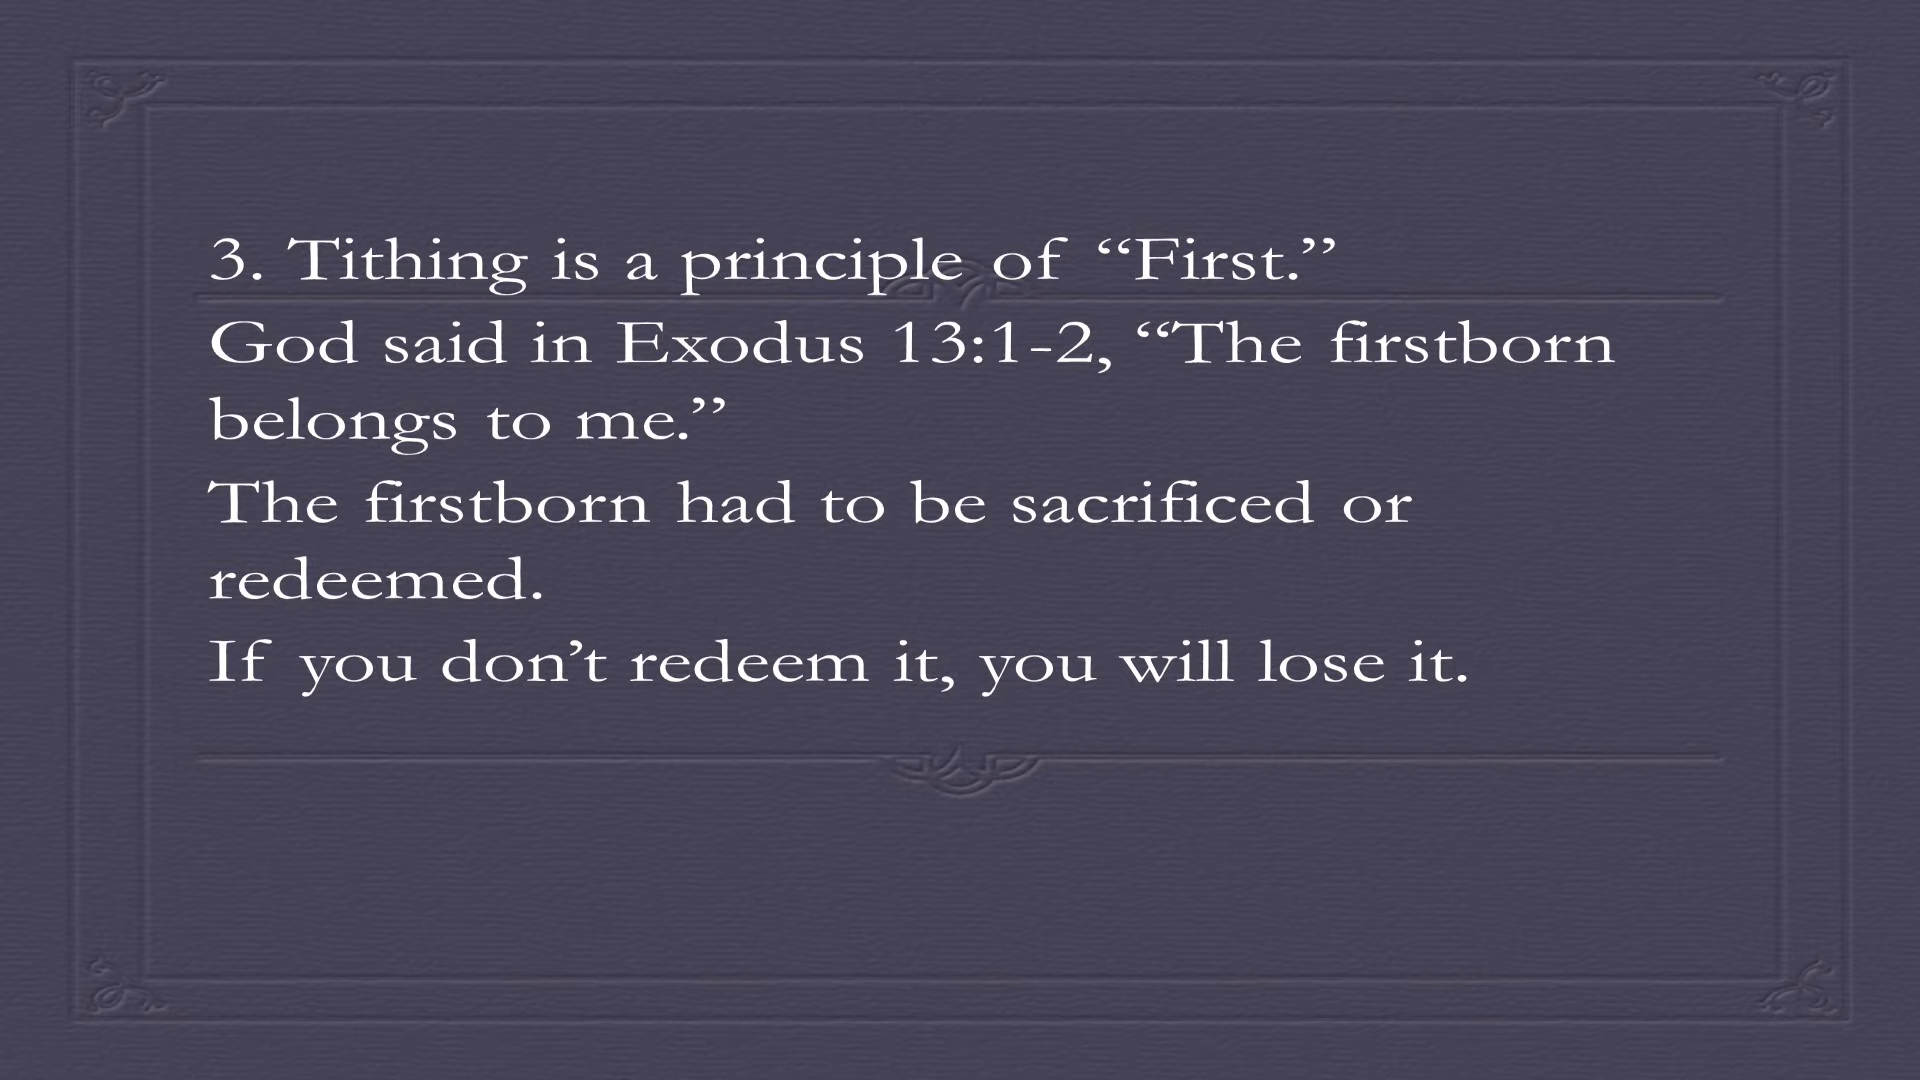 3. Tithing is a principle of “First.”
God said in Exodus 13:1-2, “The firstborn
belongs to me.”
The firstborn had to be sacrificed or
redeemed.
If you don’t redeem it, you will lose it.